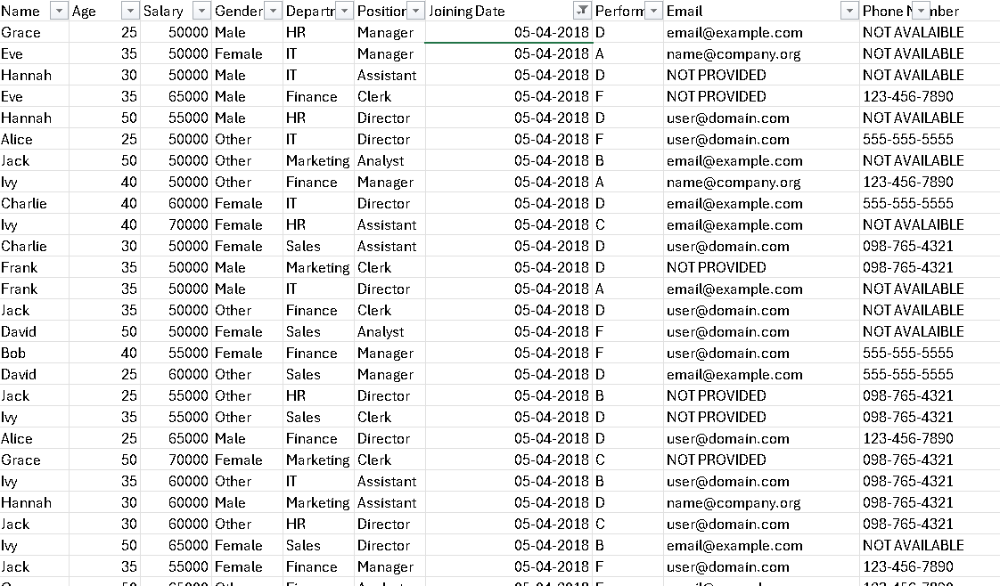 Name Age Salary Gender Departr Position Joining Date Perform Email Phone N mber
Grace 25 50000 Male HR Manager 05-04-2018 D email@example.com NOT AVALAIBLE
Eve 35 50000 Female IT Manager 05-04-2018 A name@company.org NOT AVAILABLE
Hannah 30 50000 Male IT Assistant 05-04-2018 D NOT PROVIDED NOT AVAILABLE
Eve 35 65000 Male Finance Clerk 05-04-2018 F NOT PROVIDED 123-456-7890
Hannah 50 55000 Male HR Director 05-04-2018 D user@domain.com NOT AVAILABLE
Alice 25 50000 Other IT Director 05-04-2018 F user@domain.com 555-555-5555
Jack 50 50000 Other Marketing Analyst 05-04-2018 B email@example.com NOT AVAILABLE
Ivy 40 50000 Other Finance Manager 05-04-2018 A name@company.org 123-456-7890
Charlie 40 60000 Female IT Director 05-04-2018 D email@example.com 555-555-5555
Ivy 40 70000 Female HR Assistant 05-04-2018 C email@example.com NOT AVAILABLE
Charlie 30 50000 Female Sales Assistant 05-04-2018 D user@domain.com 098-765-4321
Frank 35 50000 Male Marketing Clerk 05-04-2018 D NOT PROVIDED 098-765-4321
Frank 35 50000 Male IT Director 05-04-2018 A email@example.com NOT AVAILABLE
Jack 35 50000 Other Finance Clerk 05-04-2018 D user@domain.com NOT AVAILABLE
David 50 50000 Female Sales Analyst 05-04-2018 F user@domain.com NOT AVALAIBLE
Bob 40 55000 Female Finance Manager 05-04-2018 F user@domain.com 555-555-5555
David 25 60000 Other Sales Manager 05-04-2018 D email@example.com 555-555-5555
Jack 25 55000 Other HR Director 05-04-2018 B NOT PROVIDED 098-765-4321
Ivy 35 55000 Other Sales Clerk 05-04-2018 D NOT PROVIDED 098-765-4321
Alice 25 65000 Male Finance Director 05-04-2018 D user@domain.com 123-456-7890
Grace 50 70000 Female Marketing Clerk 05-04-2018 C NOT PROVIDED 098-765-4321
Ivy 35 60000 Other IT Assistant 05-04-2018 B user@domain.com 098-765-4321
Hannah 30 60000 Male Marketing Assistant 05-04-2018 D name@company.org 098-765-4321
Jack 30 60000 Other HR Director 05-04-2018 C user@domain.com 098-765-4321
Ivy 50 65000 Female Sales Director 05-04-2018 B email@example.com NOT AVAILABLE
Jack 35 55000 Female Finance Manager 05-04-2018 F user@domain.com 123-456-7890